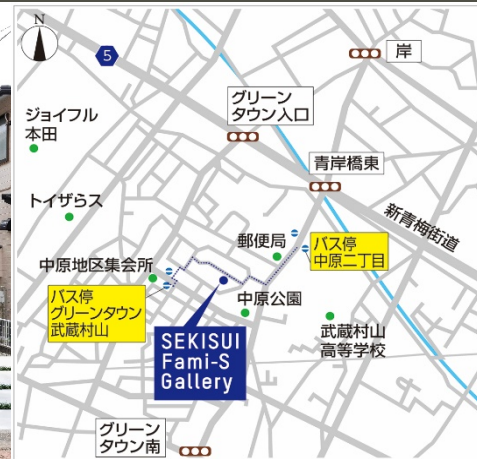 N
5
岸
グリーン
タウン入口
ジョイフル
本田
青岸橋東
トイザらス
新青梅街道
郵便局
バス停
中原二丁目
中原地区集会所
バス停
グリーンタウン
武蔵村山
中原公園
SEKISUI
Fami-S
Gallery
武蔵村山
高等学校
グリーン
タウン南